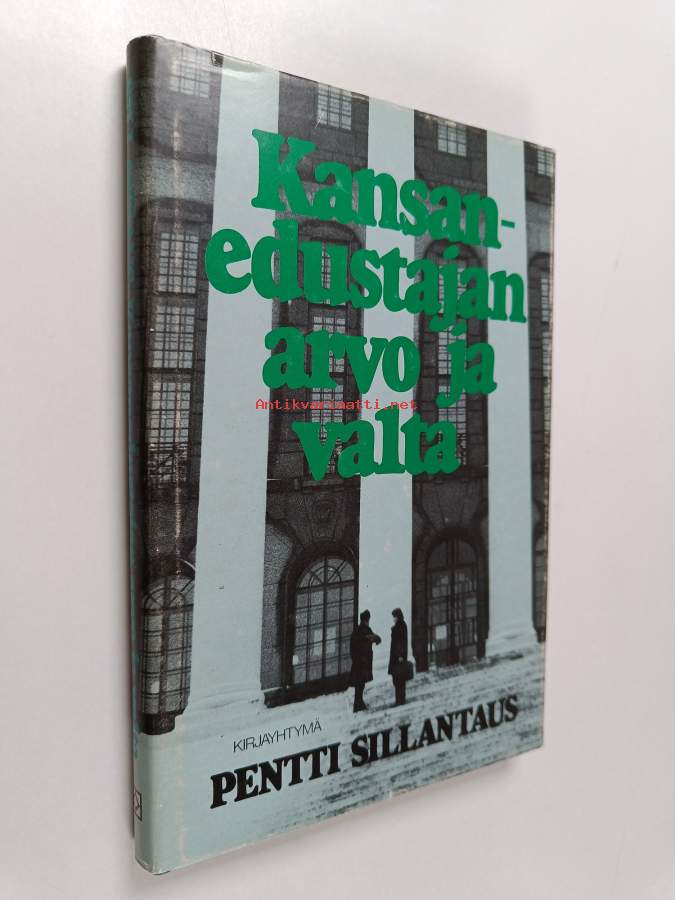 Kansan-
edustajan
arvo ja
Antikvariaatti.net
valta
KIRJAYHTYMÄ
PENTTI SILLANTAUS